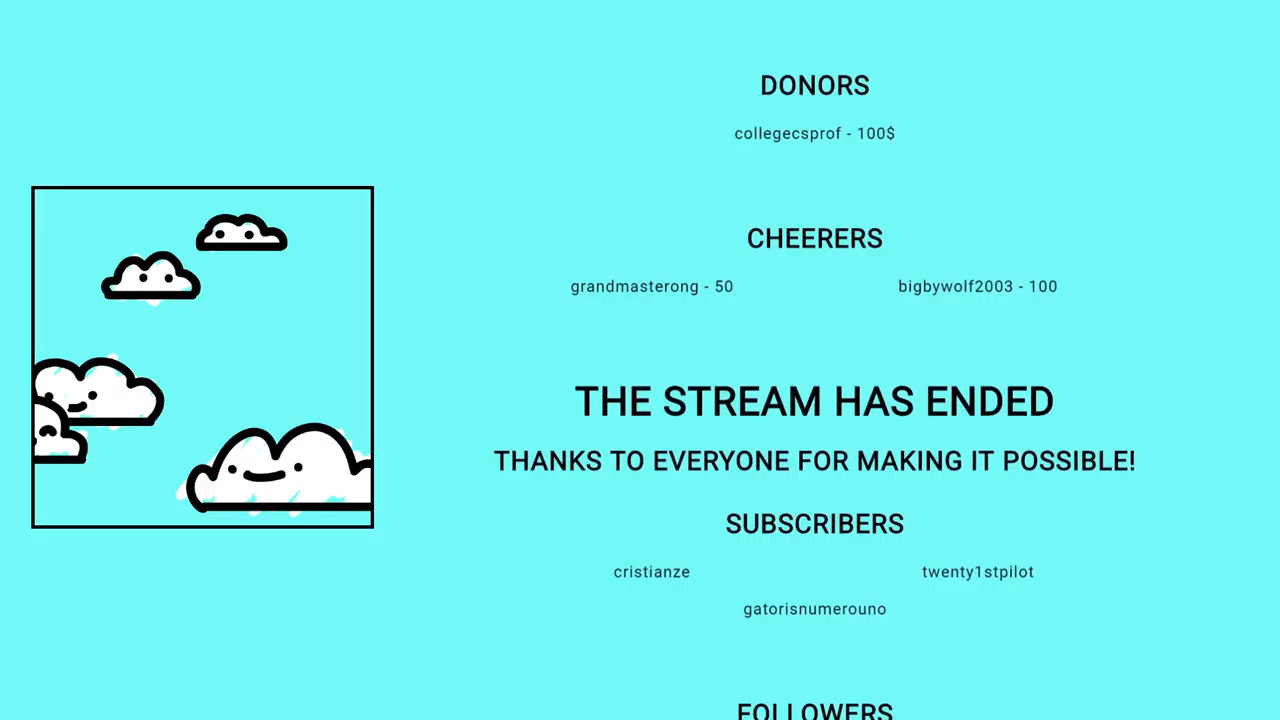 DONORS
collegecsprof - 100$
CHEERERS
grandmasterong - 50 bigbywolf2003 - 100
THE STREAM HAS ENDED
THANKS TO EVERYONE FOR MAKING IT POSSIBLE!
SUBSCRIBERS
cristianze twenty1stpilot
gatorisnumerouno
FOLLOWERS